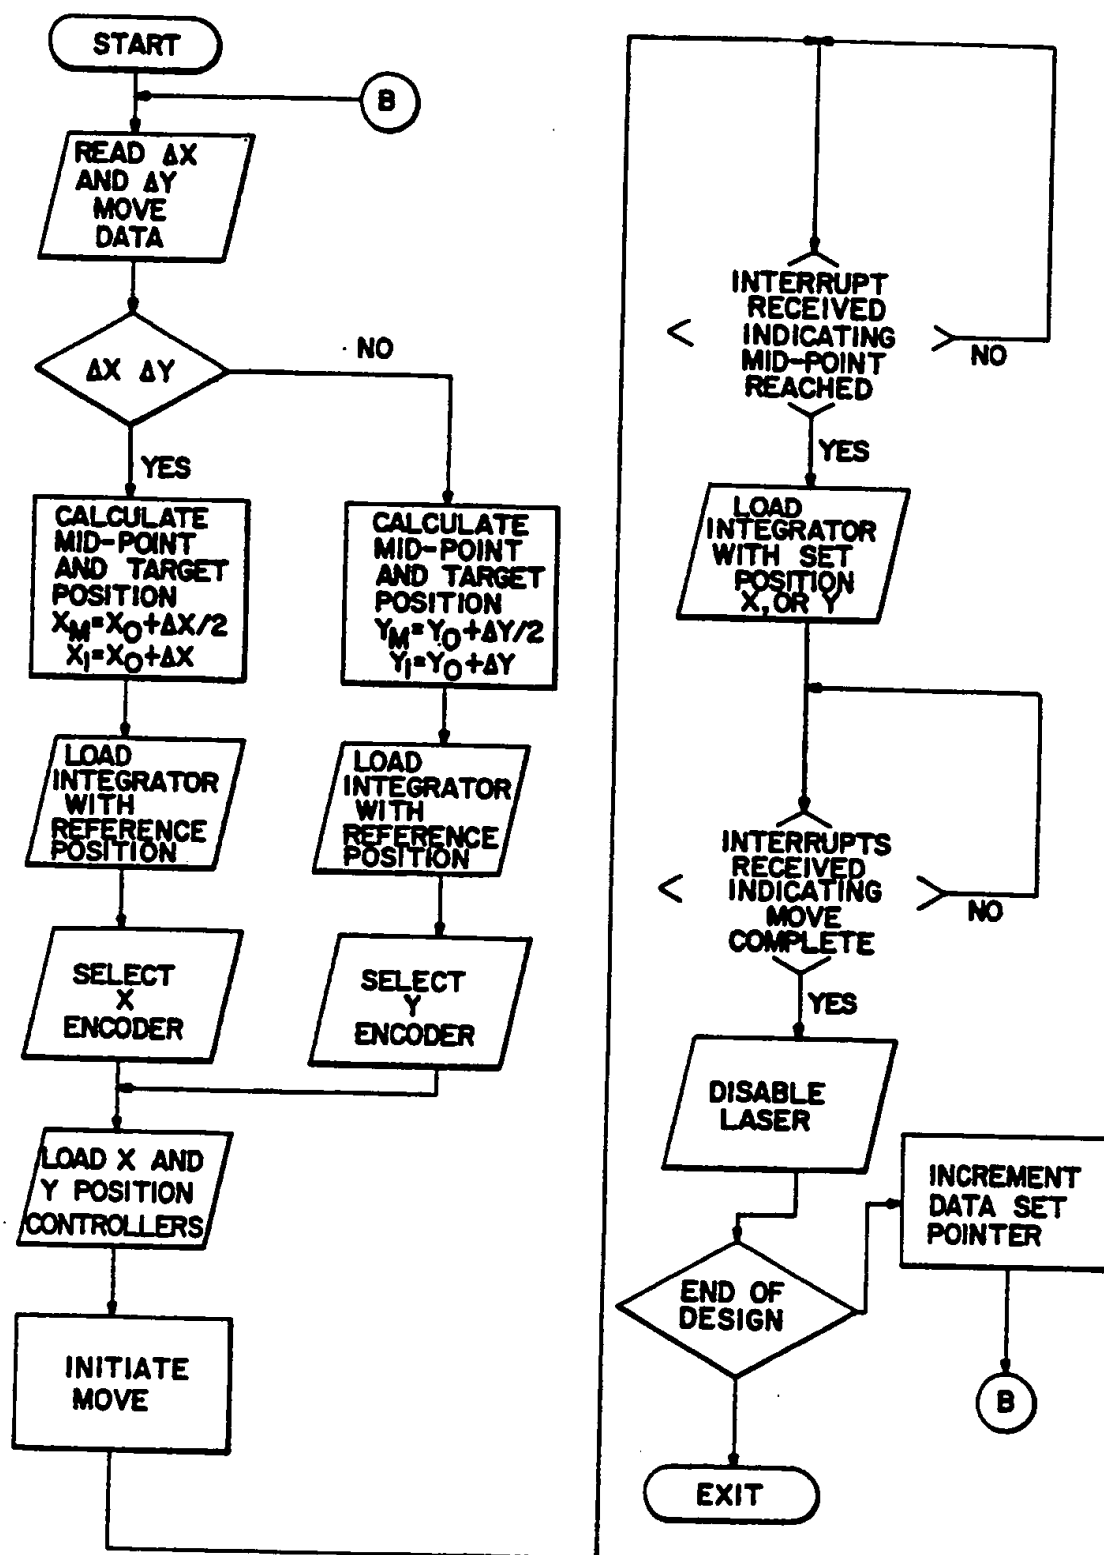 START
B
READ ΔX
AND ΔY
MOVE
DATA
ΔX ΔY
NO
YES
CALCULATE
MID-POINT
AND TARGET
POSITION
XM=XO+ΔX/2
X1=XO+ΔX
CALCULATE
MID-POINT
AND TARGET
POSITION
YM=YO+ΔY/2
Y1=YO+ΔY
LOAD
INTEGRATOR
WITH
REFERENCE
POSITION
LOAD
INTEGRATOR
WITH
REFERENCE
POSITION
SELECT
X
ENCODER
SELECT
Y
ENCODER
LOAD X AND
Y POSITION
CONTROLLERS
INITIATE
MOVE
INTERRUPT
RECEIVED
INDICATING
MID-POINT
REACHED
NO
YES
LOAD
INTEGRATOR
WITH SET
POSITION
X, OR Y
INTERRUPTS
RECEIVED
INDICATING
MOVE
COMPLETE
NO
YES
DISABLE
LASER
END OF
DESIGN
INCREMENT
DATA SET
POINTER
B
EXIT